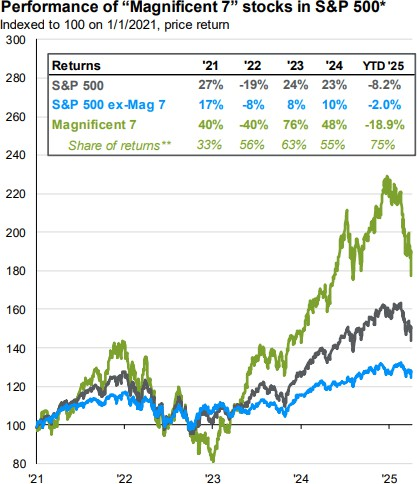 Performance of “Magnificent 7” stocks in S&P 500*
Indexed to 100 on 1/1/2021, price return
300
Returns '21 '22 '23 '24 YTD '25
S&P 500 27% -19% 24% 23% -8.2%
S&P 500 ex-Mag 7 17% -8% 8% 10% -2.0%
Magnificent 7 40% -40% 76% 48% -18.9%
Share of returns** 33% 56% 63% 55% 75%
280
260
240
220
200
180
160
140
120
100
80
'21 '22 '23 '24 '25